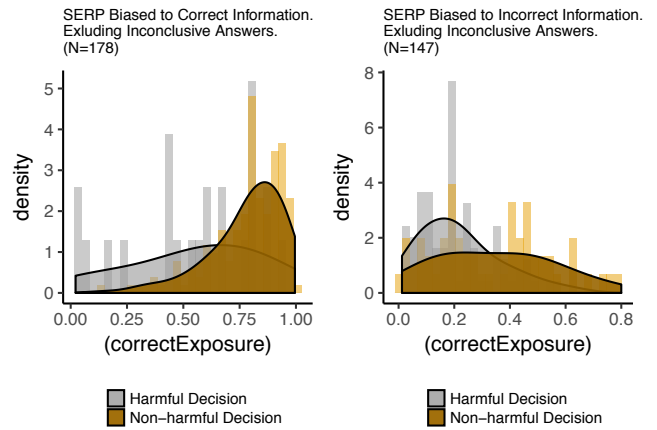 SERP Biased to Correct Information.
Exluding Inconclusive Answers.
(N=178)
density
5
4
3
2
1
0
0.00 0.25 0.50 0.75 1.00
(correctExposure)
Harmful Decision
Non-harmful Decision
SERP Biased to Incorrect Information.
Exluding Inconclusive Answers.
(N=147)
density
8
6
4
2
0
0.0 0.2 0.4 0.6 0.8
(correctExposure)
Harmful Decision
Non-harmful Decision